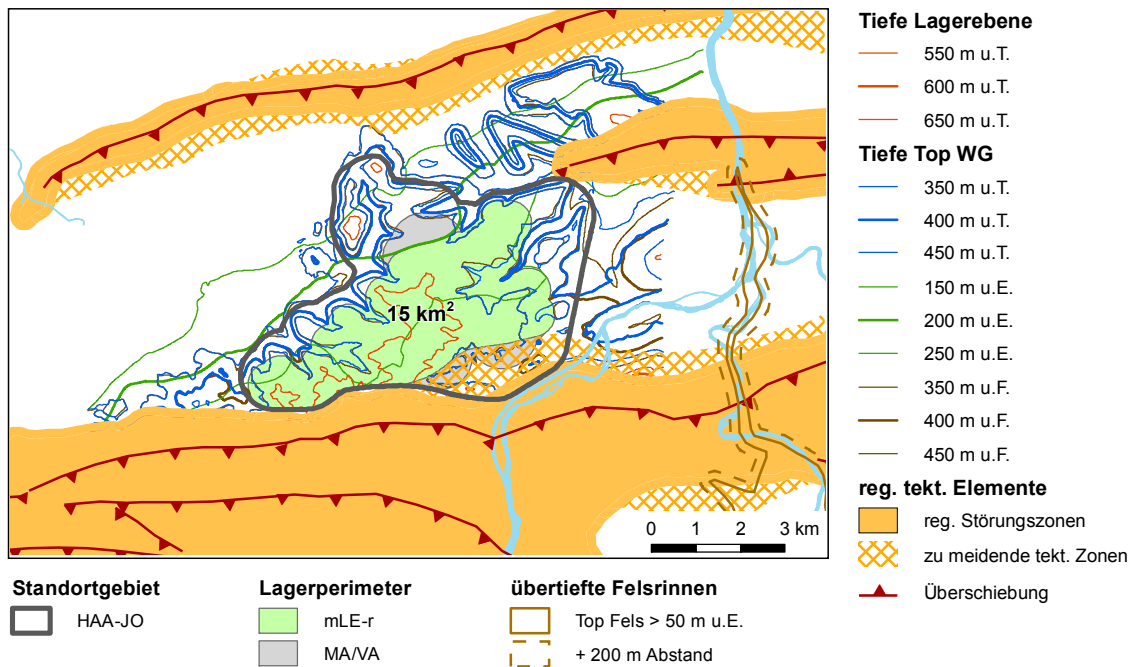 15 km²
0 1 2 3 km
Tiefe Lagerebene
550 m u.T.
600 m u.T.
650 m u.T.
Tiefe Top WG
350 m u.T.
400 m u.T.
450 m u.T.
150 m u.E.
200 m u.E.
250 m u.E.
350 m u.F.
400 m u.F.
450 m u.F.
reg. tekt. Elemente
reg. Störungszonen
zu meidende tekt. Zonen
Überschiebung
Standortgebiet
HAA-JO
Lagerperimeter
mLE-r
MA/VA
übertiefte Felsrinnen
Top Fels > 50 m u.E.
+ 200 m Abstand